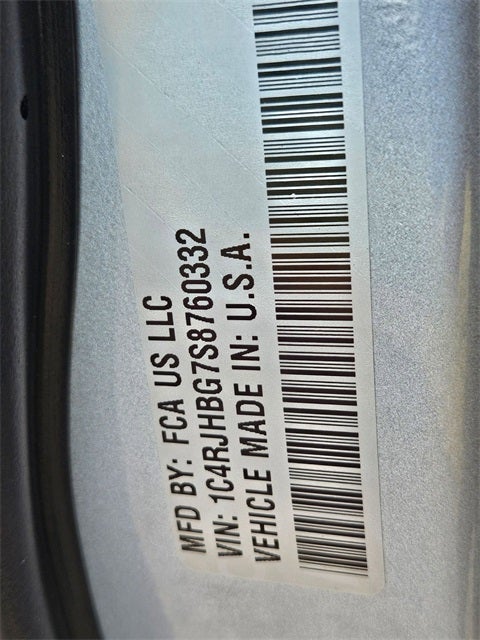 MFD BY: FCA US LLC
VIN: 1C4RJHBG7S8760332
VEHICLE MADE IN: U.S.A.